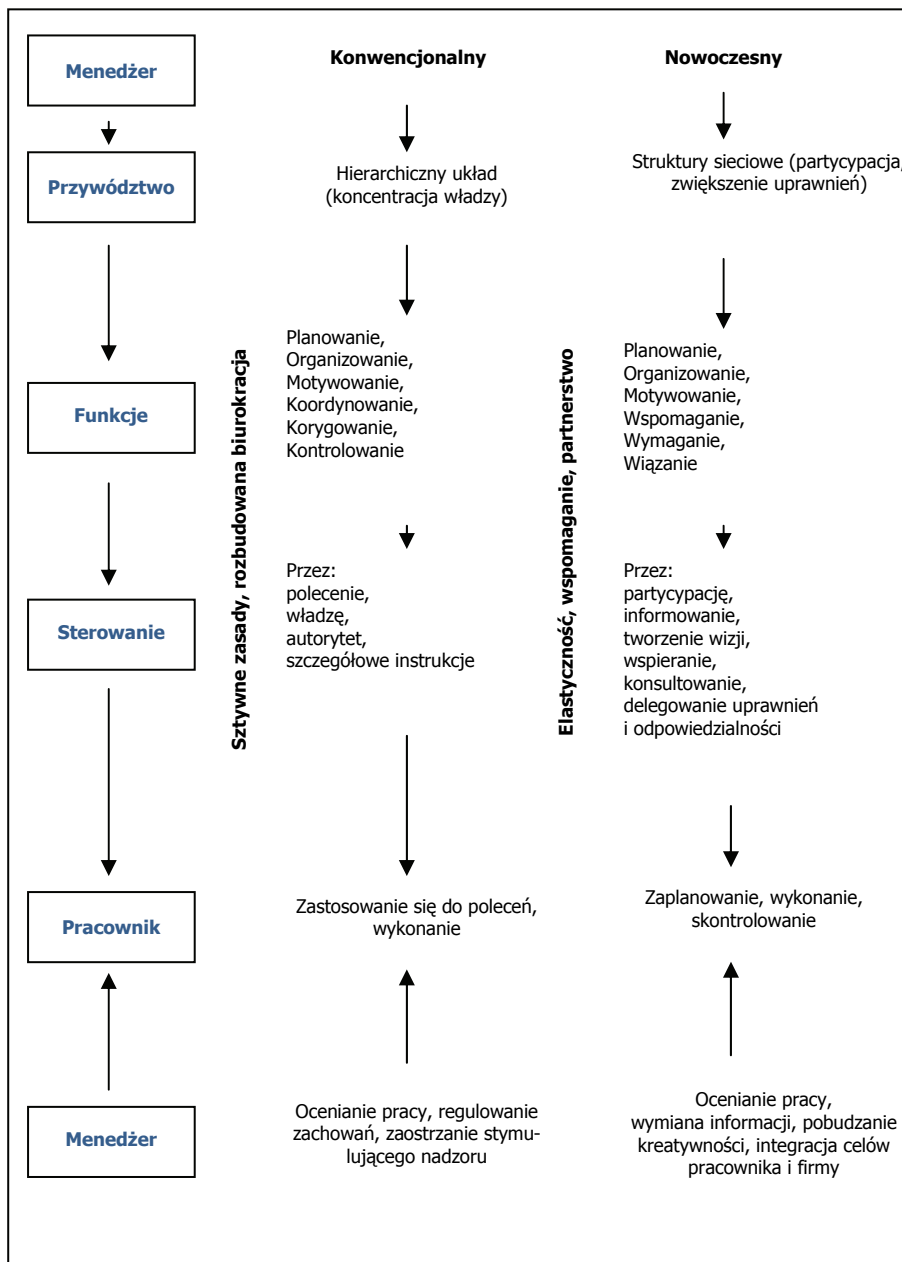 Menedżer
Konwencjonalny
Nowoczesny
Przywództwo
Hierarchiczny układ
(koncentracja władzy)
Struktury sieciowe (partycypacja,
zwiększenie uprawnień)
Sztywne zasady, rozbudowana biurokracja
Elastyczność, wspomaganie, partnerstwo
Funkcje
Planowanie,
Organizowanie,
Motywowanie,
Koordynowanie,
Korygowanie,
Kontrolowanie
Planowanie,
Organizowanie,
Motywowanie,
Wspomaganie,
Wymaganie,
Wiązanie
Sterowanie
Przez:
polecenie,
władzę,
autorytet,
szczegółowe instrukcje
Przez:
partycypację,
informowanie,
tworzenie wizji,
wspieranie,
konsultowanie,
delegowanie uprawnień
i odpowiedzialności
Pracownik
Zastosowanie się do poleceń,
wykonanie
Zaplanowanie, wykonanie,
skontrolowanie
Menedżer
Ocenianie pracy, regulowanie
zachowań, zaostrzanie stymu-
lującego nadzoru
Ocenianie pracy,
wymiana informacji, pobudzanie
kreatywności, integracja celów
pracownika i firmy